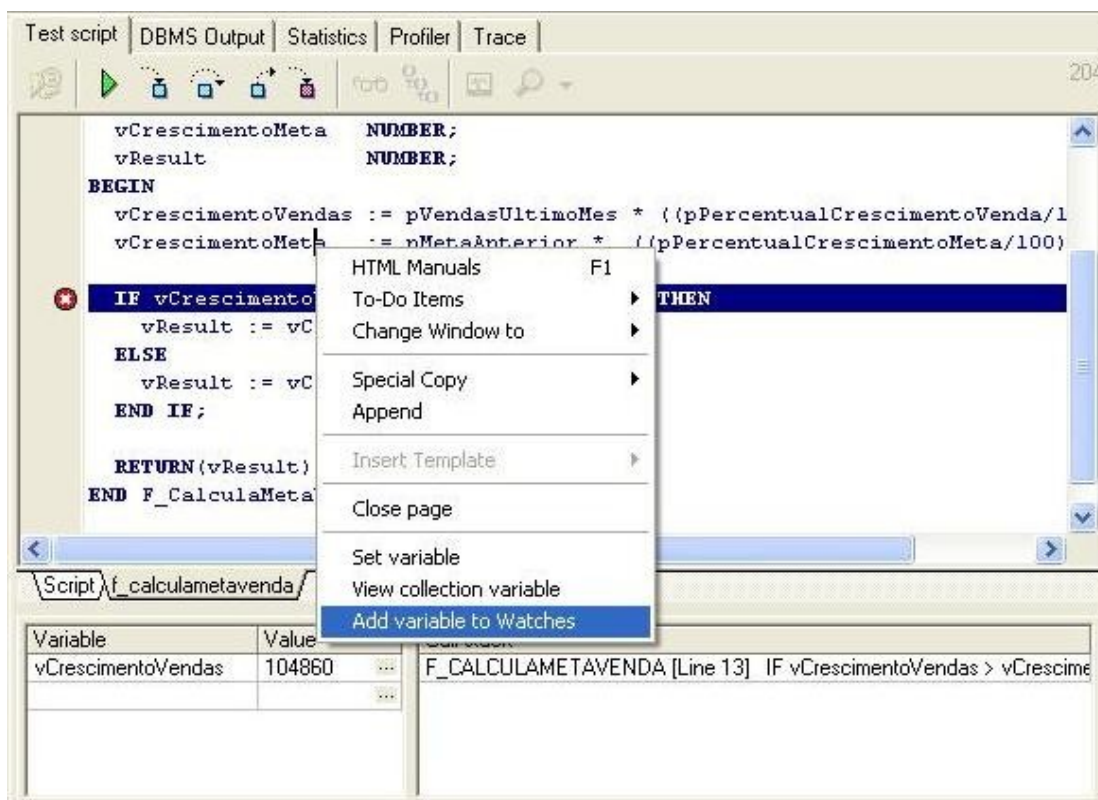 Test script DBMS Output Statistics Profiler Trace
204
vCrescimentoMeta NUMBER;
vResult NUMBER;
BEGIN
vCrescimentoVendas := pVendasUltimoMes * ((pPercentualCrescimentoVenda/1
vCrescimentoMeta := pMetaAnterior * ((pPercentualCrescimentoMeta/100)
IF vCrescimento THEN
vResult := vC
ELSE
vResult := vC
END IF;
RETURN(vResult)
END F_CalculaMeta
HTML Manuals F1
To-Do Items
Change Window to
Special Copy
Append
Insert Template
Close page
Set variable
View collection variable
Add variable to Watches
Script f_calculametavenda
Variable Value
vCrescimentoVendas 104860 ...
...
F_CALCULAMETAVENDA [Line 13] IF vCrescimentoVendas > vCrescime